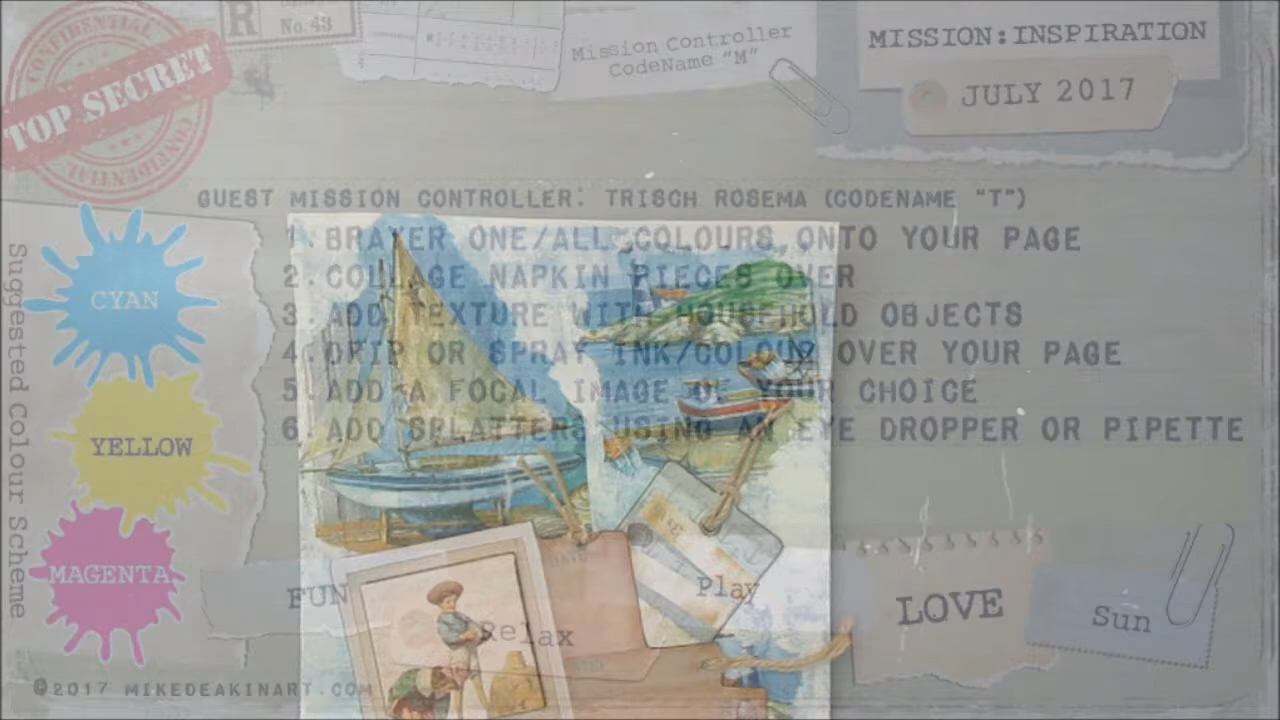 CONFIDENTIAL
TOP SECRET
CONFIDENTIAL
R
No.43
Mission Controller
CodeName "M"
MISSION:INSPIRATION
JULY 2017
GUEST MISSION CONTROLLER: TRISCH ROSEMA (CODENAME "T")
1. BRAYER ONE/ALL COLOURS ONTO YOUR PAGE
2. COLLAGE NAPKIN PIECES OVER
3. ADD TEXTURE WITH HOUSEHOLD OBJECTS
4. DRIP OR SPRAY INK/COLOUR OVER YOUR PAGE
5. ADD A FOCAL IMAGE OF YOUR CHOICE
6. ADD SPLATTERS USING AN EYE DROPPER OR PIPETTE
Suggested Colour Scheme
CYAN
YELLOW
MAGENTA
FUN
Relax
Play
LOVE
Sun
©2017 MIKEDEAKINART.COM